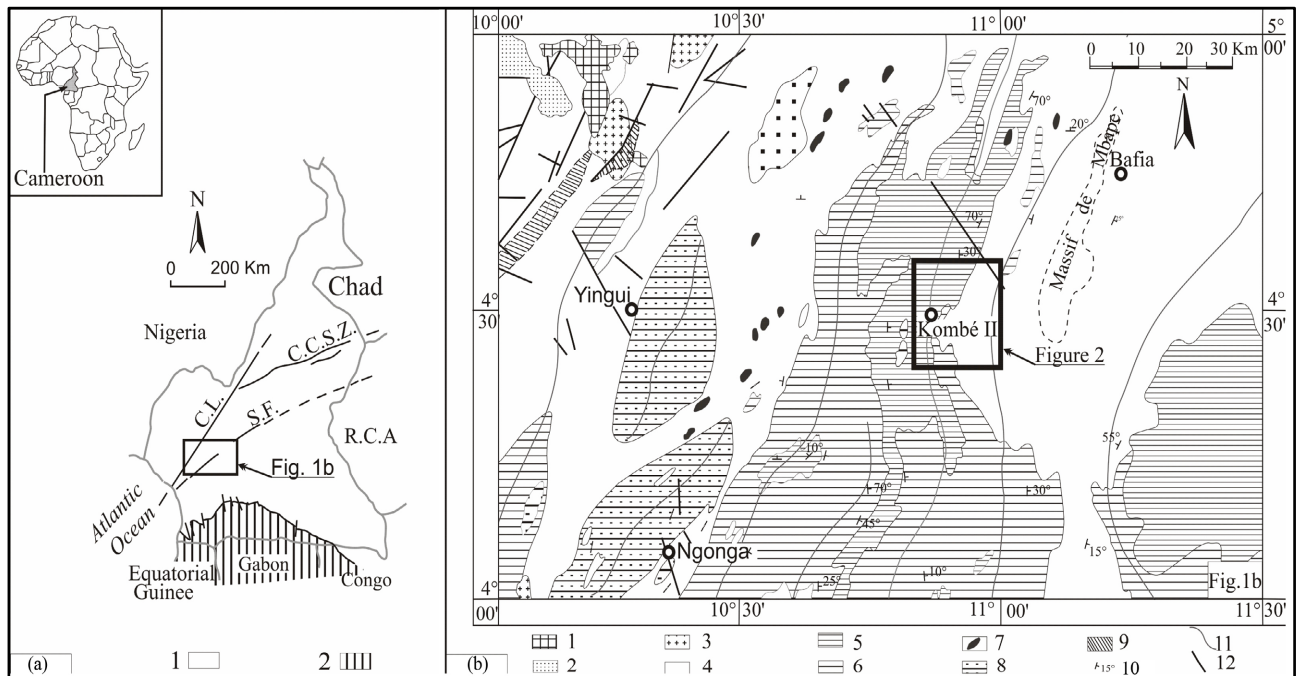 Cameroon
N
0 200 Km
Chad
Nigeria
C.C.S.Z.
C.L.
S.F.
R.C.A
Fig. 1b
Atlantic
Ocean
Equatorial
Guinee
Gabon
Congo
(a)
1
2
10° 00'
10°30'
11°00'
5°
00'
0 10 20 30 Km
N
70°
20°
Bafia
Massif de Mbape
70°
30°
Yingui
4°
30'
4°
30'
Kombé II
Figure 2
10°
55°
70°
30°
45°
15°
Ngonga
25°
10°
Fig.1b
4°
00'
10°30'
11° 00'
11°30'
(b)
1
3
5
7
9
11
2
4
6
8
15° 10
12